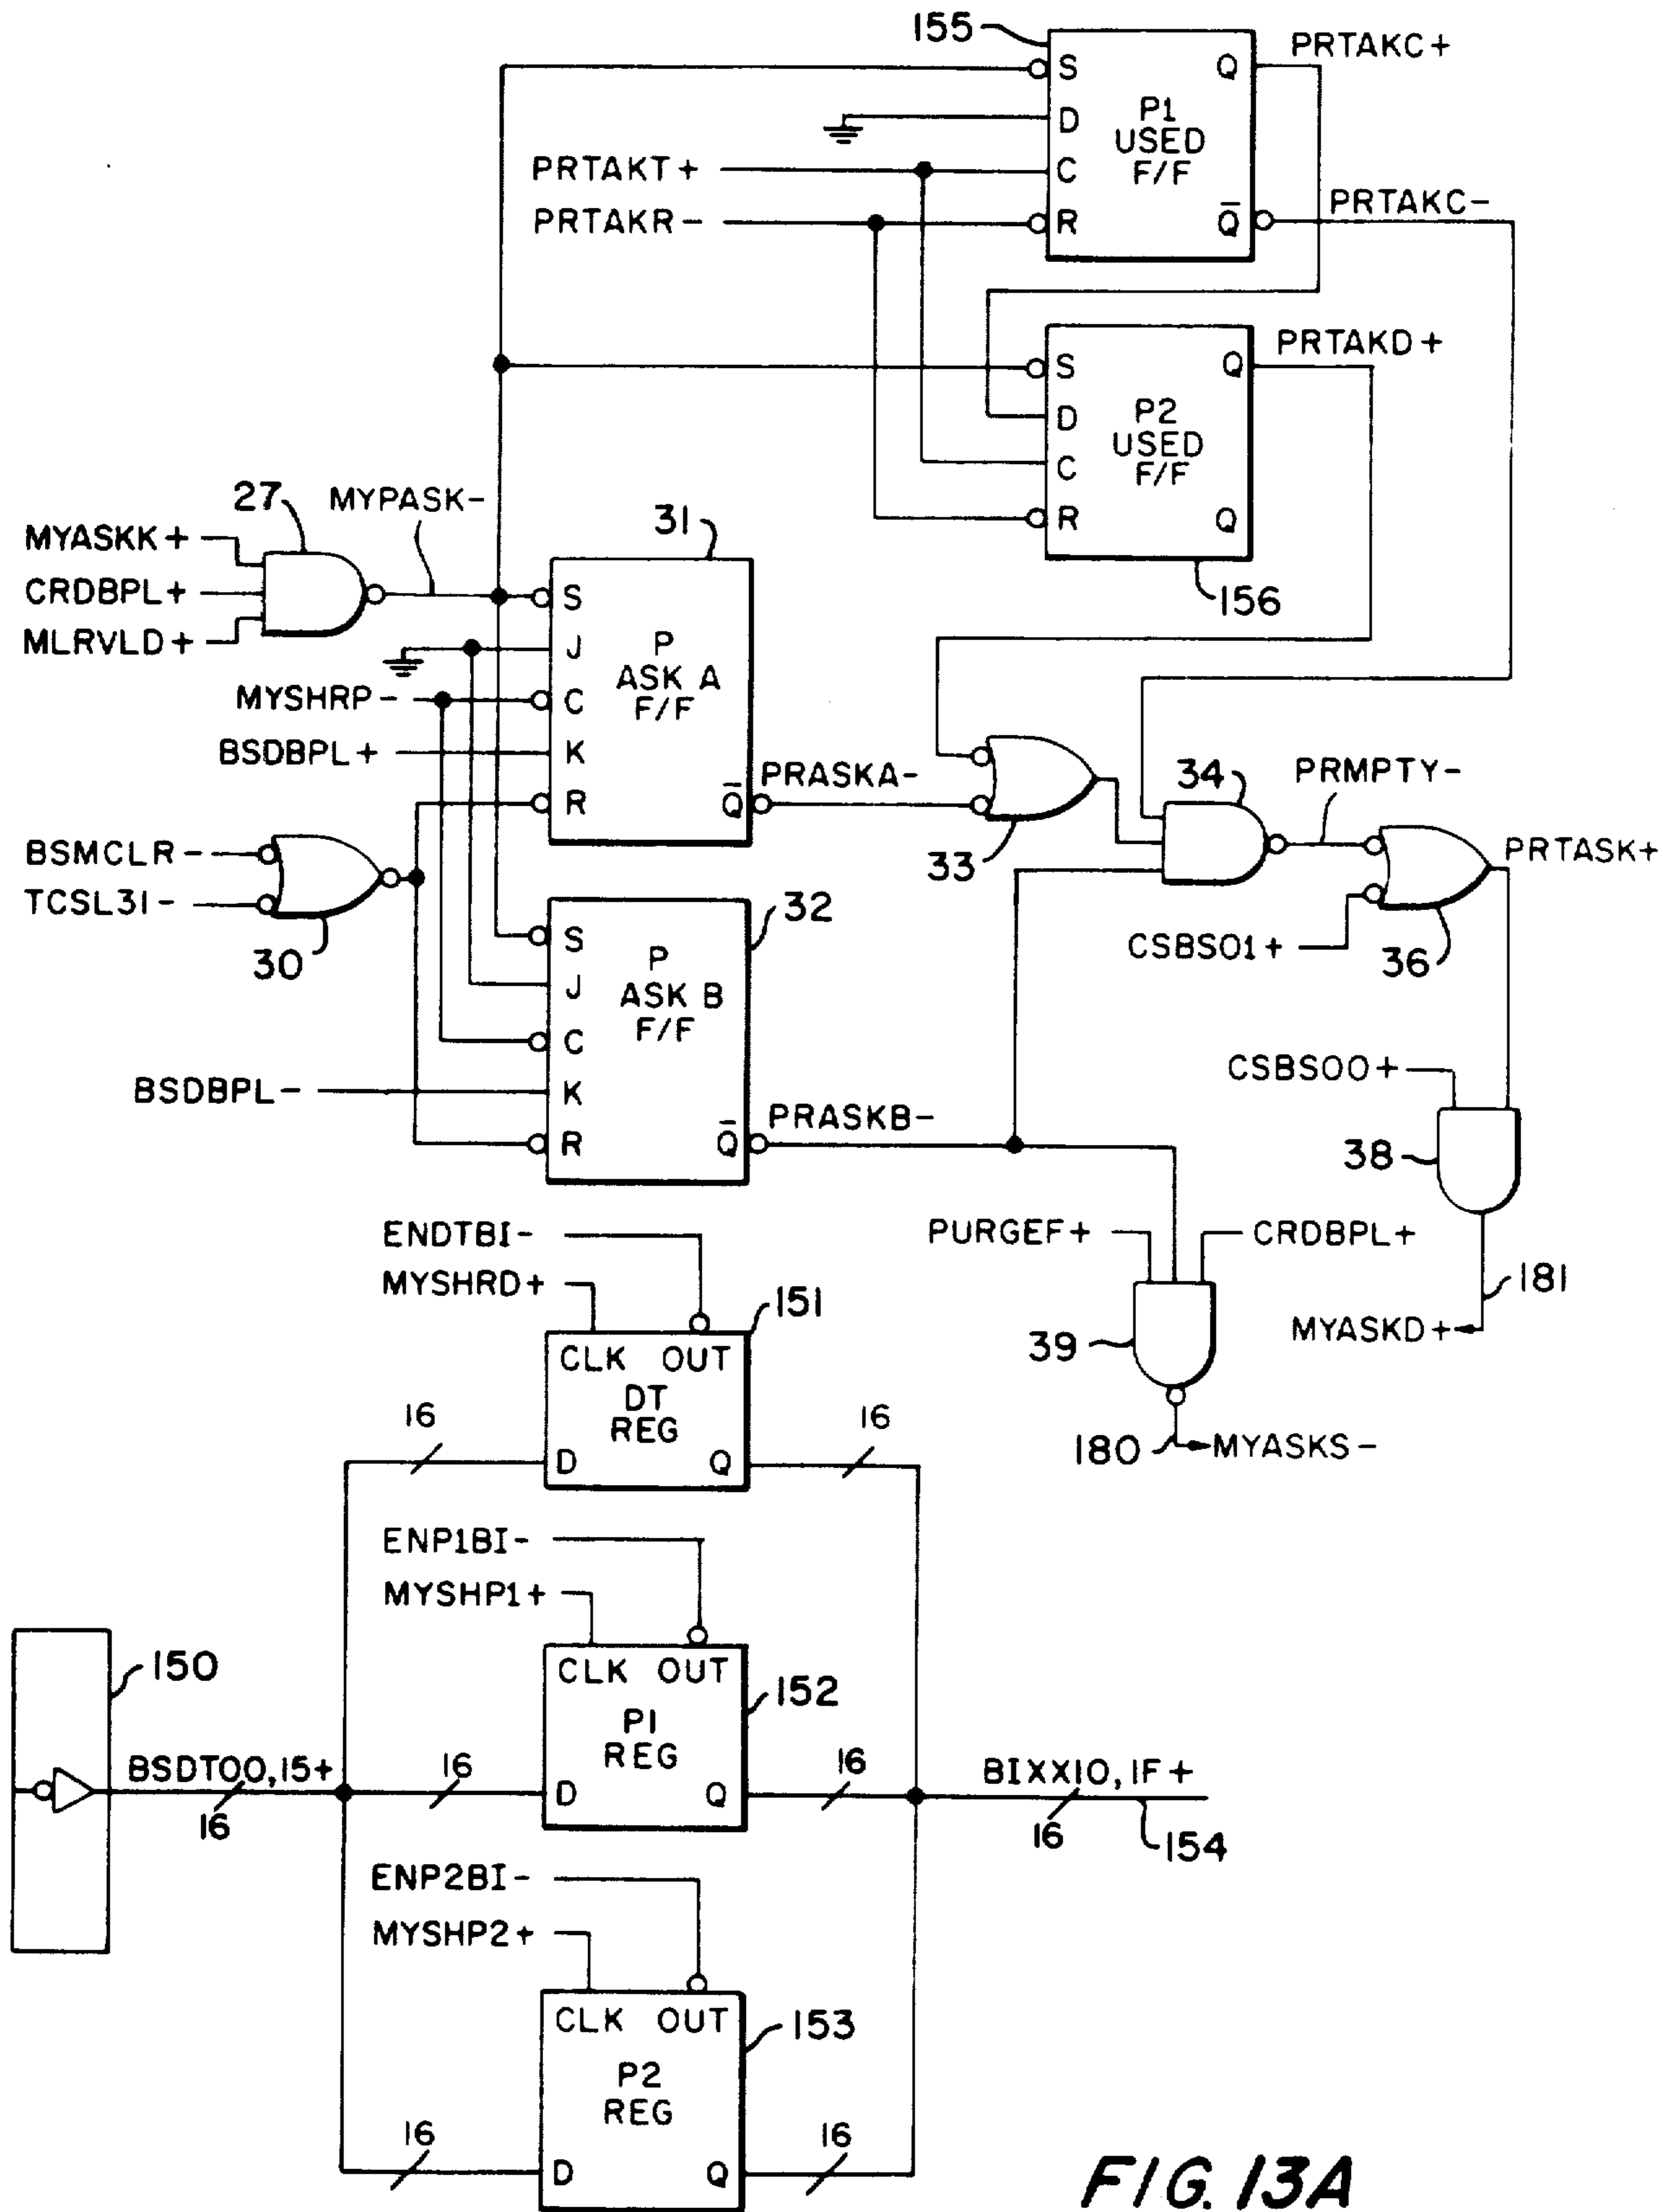 155
PRTAKC+
S
Q
D
P1
USED
F/F
PRTAKT+
C
PRTAKR-
R
Q̅
PRTAKC-
S
Q
PRTAKD+
D
P2
USED
F/F
C
R
Q
156
27
MYPASK-
MYASKK+
CRDBPL+
MLRVLD+
31
S
J
P
ASK A
F/F
MYSHRP-
C
BSDBPL+
K
R
Q̅
PRASKA-
33
34
PRMPTY-
PRTASK+
CSBS01+
36
BSMCLR-
TCSL31-
30
32
S
P
ASK B
F/F
J
C
BSDBPL-
K
R
Q̅
PRASKB-
CSBS00+
38
PURGEF+
CRDBPL+
181
MYASKD+
39
180
MYASKS-
ENDTBI-
MYSHRD+
151
CLK OUT
DT
REG
16
D
Q
16
ENP1BI-
MYSHP1+
CLK OUT
152
P1
REG
150
BSDT00,15+
16
16
D
Q
16
BIXX10,1F+
16
154
ENP2BI-
MYSHP2+
CLK OUT
153
P2
REG
16
D
Q
16
FIG. 13A